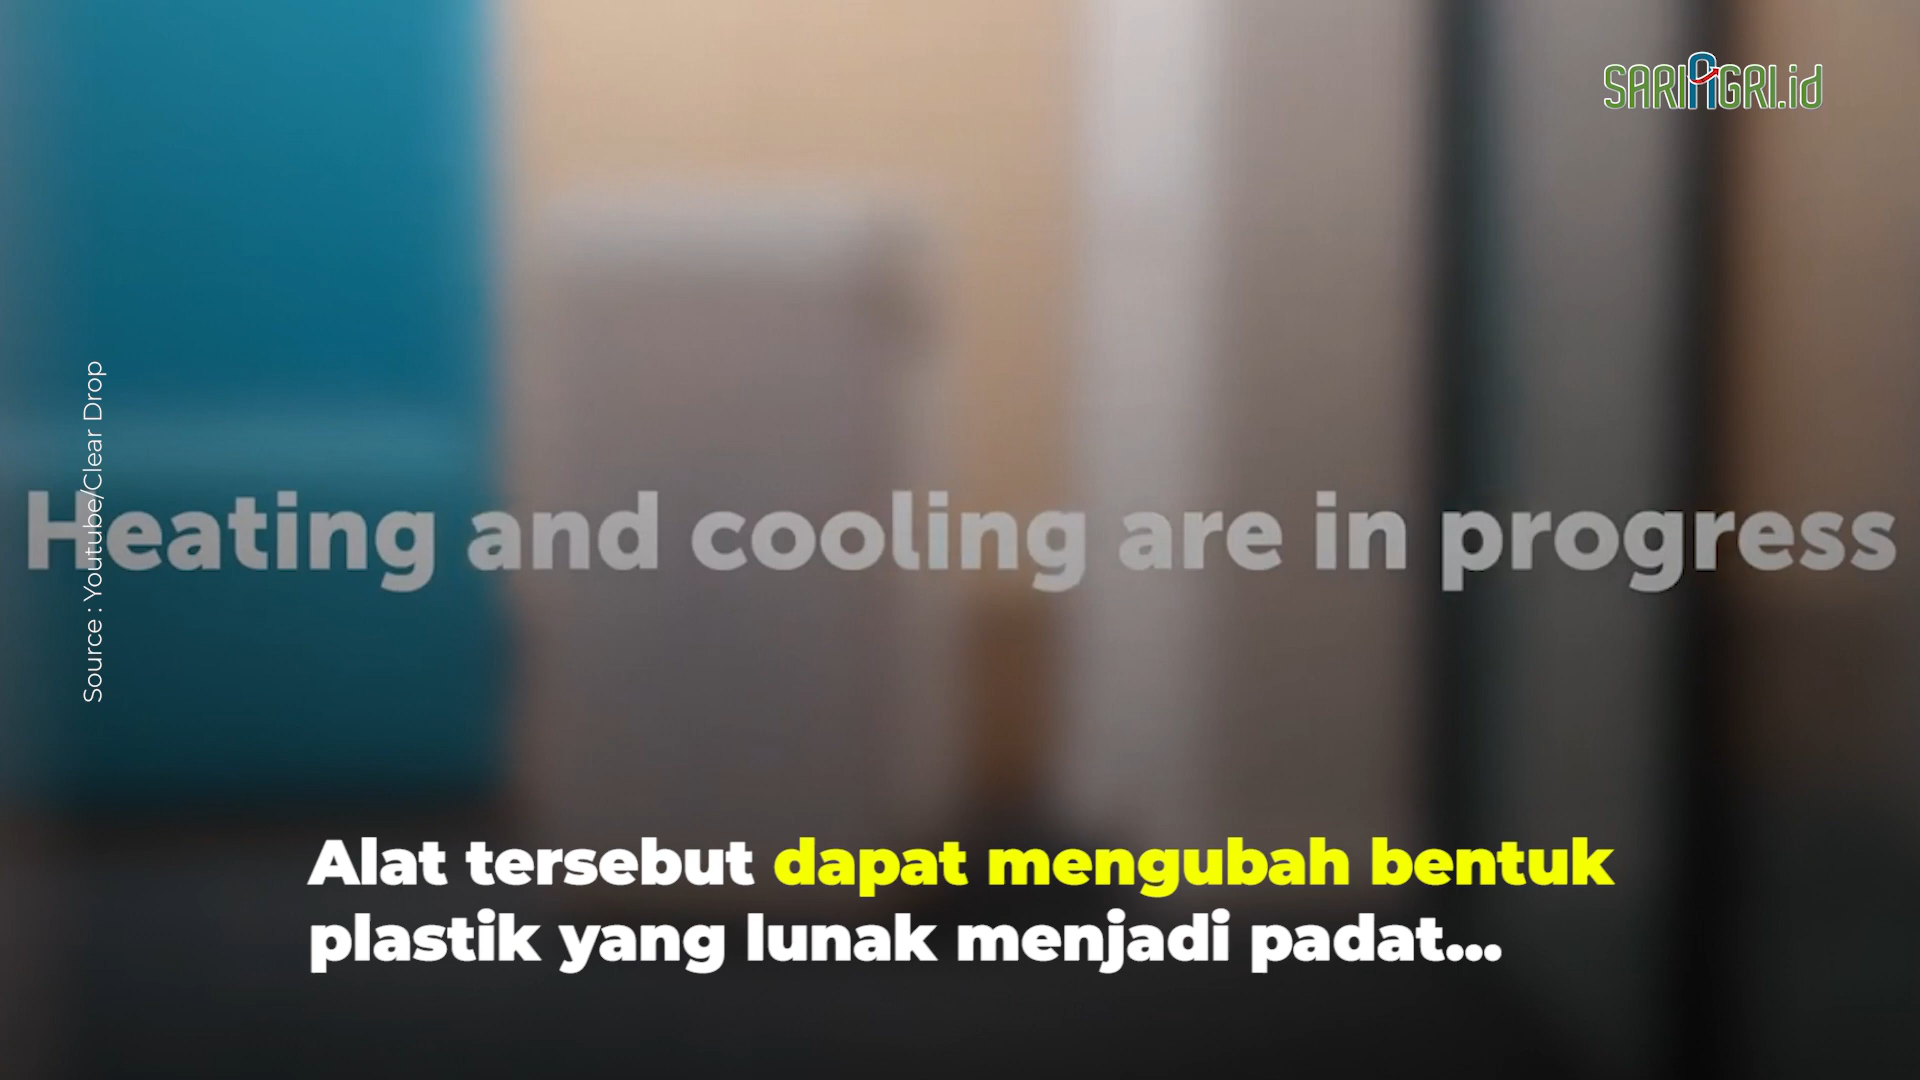 SARIAGRI.id
Source : Youtube/Clear Drop
Heating and cooling are in progress
Alat tersebut dapat mengubah bentuk
plastik yang lunak menjadi padat...